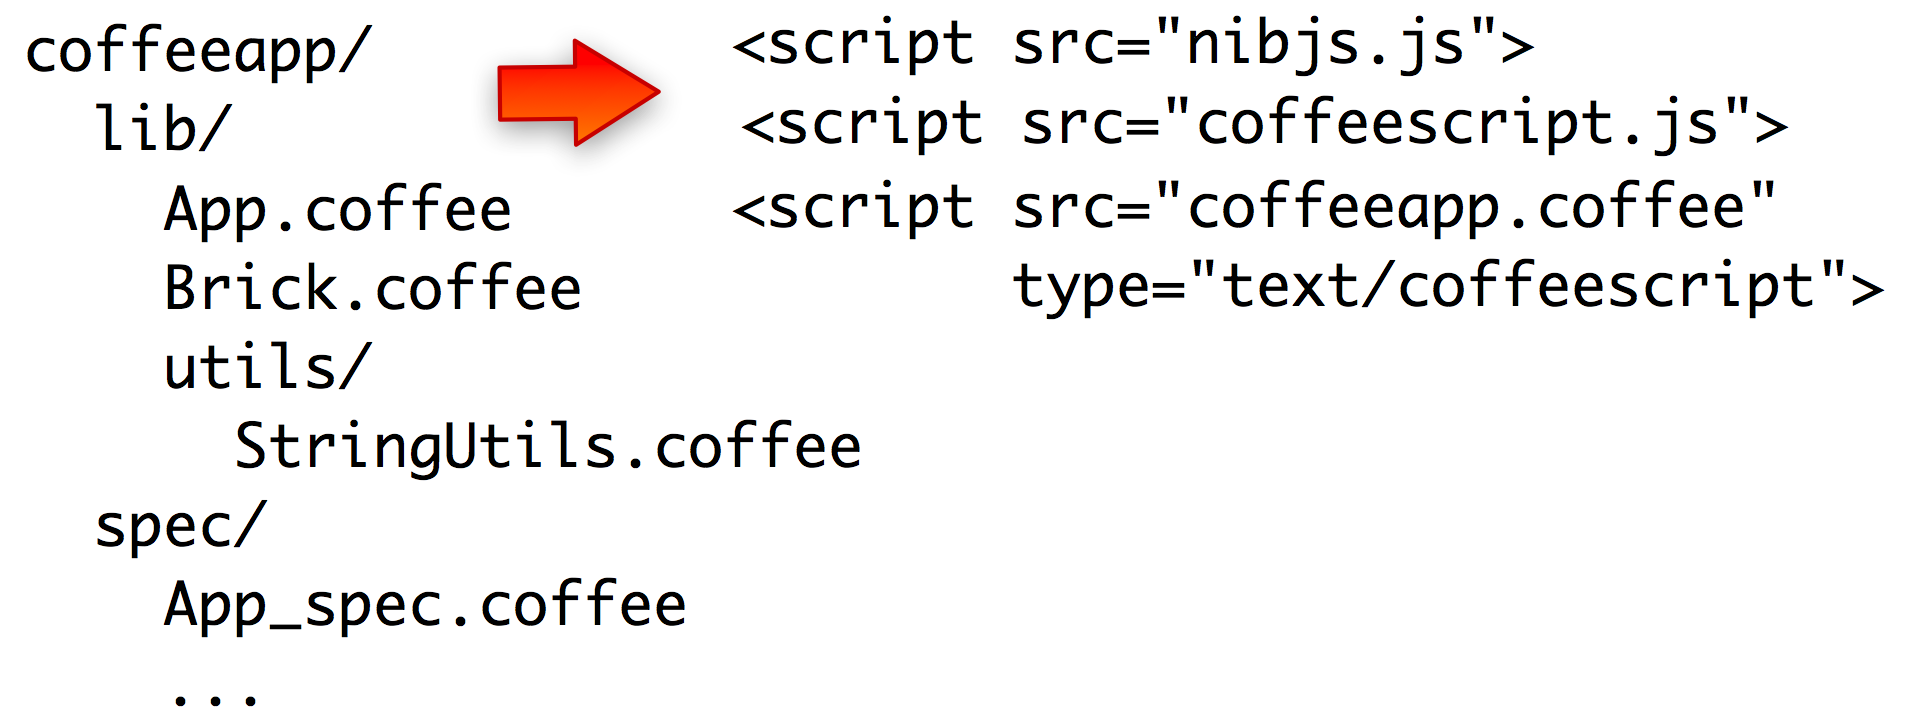 coffeeapp/
lib/
App.coffee
Brick.coffee
utils/
StringUtils.coffee
spec/
App_spec.coffee
...
<script src="nibjs.js">
<script src="coffeescript.js">
<script src="coffeeapp.coffee"
type="text/coffeescript">